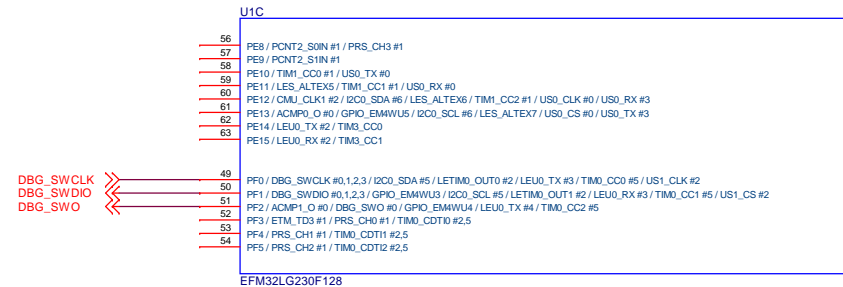 U1C
56 PE8 / PCNT2_S0IN #1 / PRS_CH3 #1
57 PE9 / PCNT2_S1IN #1
58 PE10 / TIM1_CC0 #1 / US0_TX #0
59 PE11 / LES_ALTEX5 / TIM1_CC1 #1 / US0_RX #0
60 PE12 / CMU_CLK1 #2 / I2C0_SDA #6 / LES_ALTEX6 / TIM1_CC2 #1 / US0_CLK #0 / US0_RX #3
61 PE13 / ACMP0_O #0 / GPIO_EM4WU5 / I2C0_SCL #6 / LES_ALTEX7 / US0_CS #0 / US0_TX #3
62 PE14 / LEU0_TX #2 / TIM3_CC0
63 PE15 / LEU0_RX #2 / TIM3_CC1
DBG_SWCLK 49 PF0 / DBG_SWCLK #0,1,2,3 / I2C0_SDA #5 / LETIM0_OUT0 #2 / LEU0_TX #3 / TIM0_CC0 #5 / US1_CLK #2
DBG_SWDIO 50 PF1 / DBG_SWDIO #0,1,2,3 / GPIO_EM4WU3 / I2C0_SCL #5 / LETIM0_OUT1 #2 / LEU0_RX #3 / TIM0_CC1 #5 / US1_CS #2
DBG_SWO 51 PF2 / ACMP1_O #0 / DBG_SWO #0 / GPIO_EM4WU4 / LEU0_TX #4 / TIM0_CC2 #5
52 PF3 / ETM_TD3 #1 / PRS_CH0 #1 / TIM0_CDTI0 #2,5
53 PF4 / PRS_CH1 #1 / TIM0_CDTI1 #2,5
54 PF5 / PRS_CH2 #1 / TIM0_CDTI2 #2,5
EFM32LG230F128